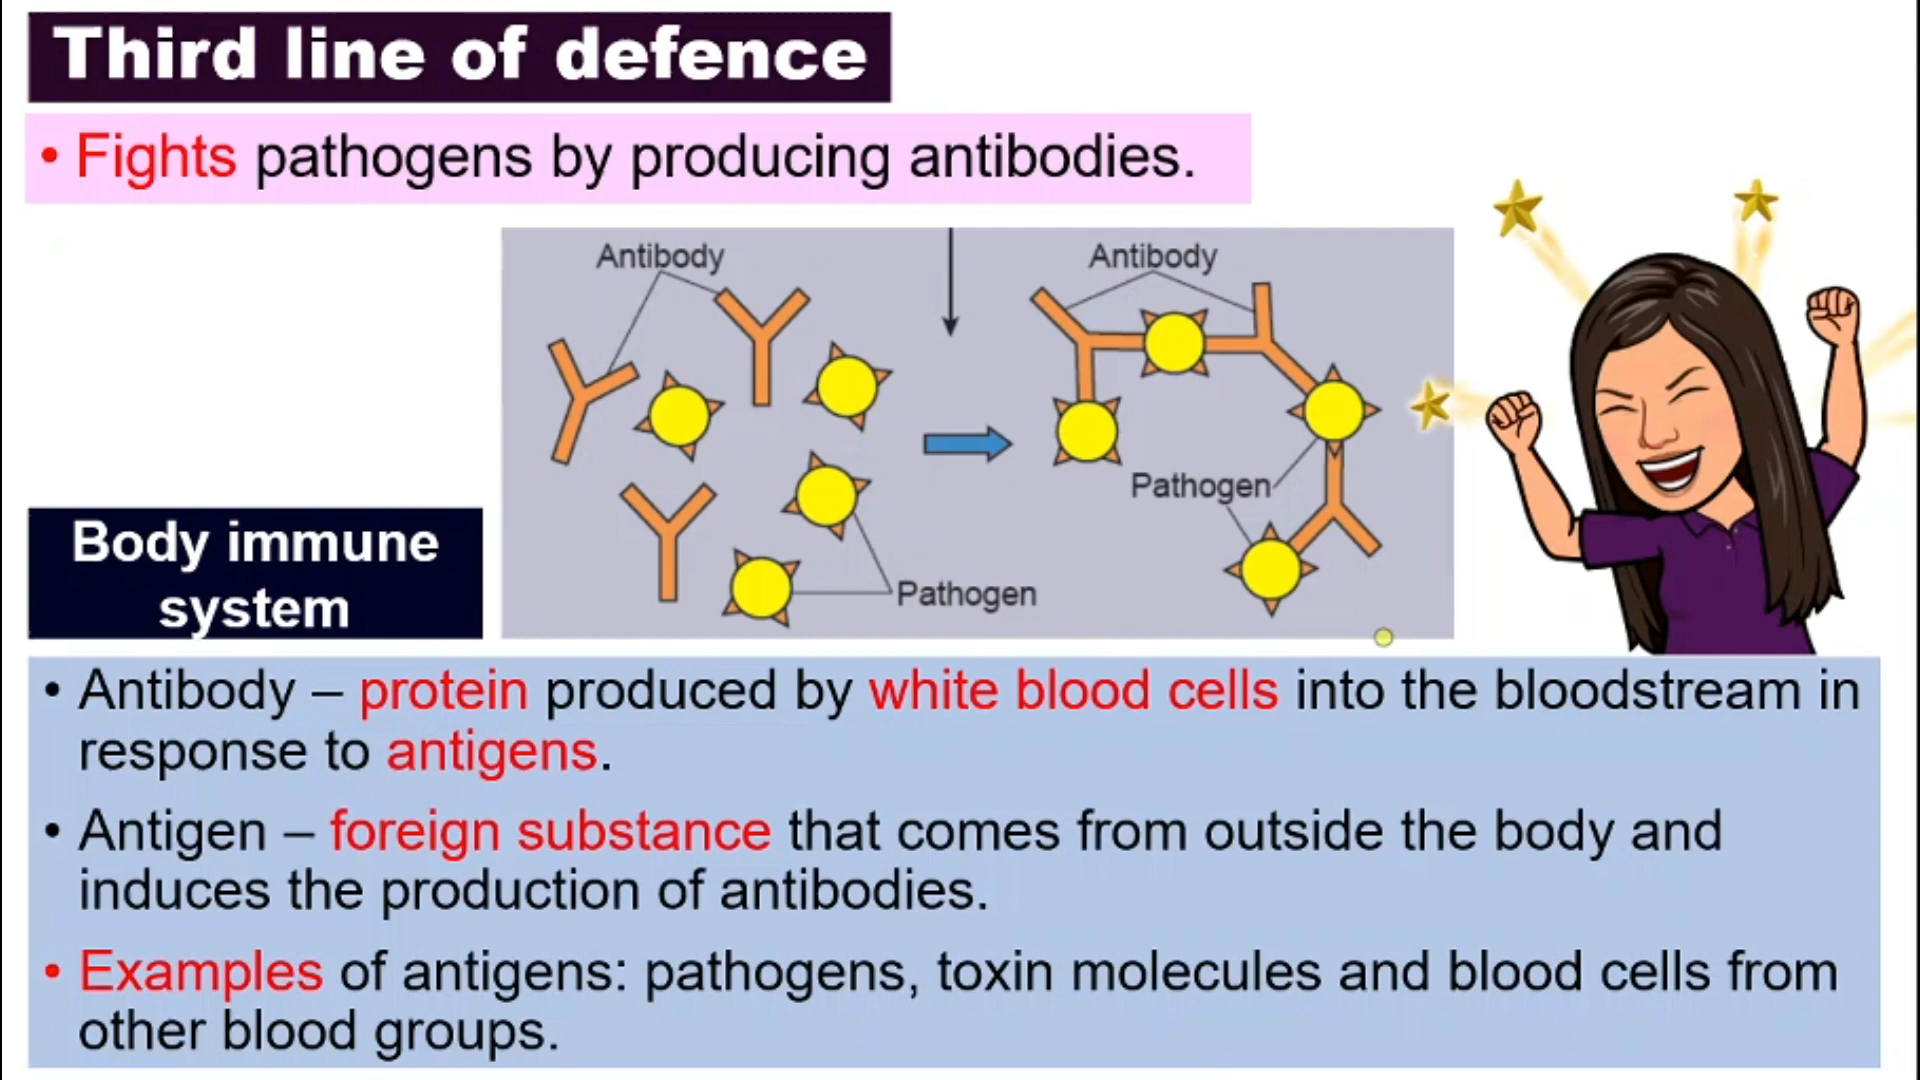 Third line of defence
• Fights pathogens by producing antibodies.
Antibody
Antibody
Pathogen
Pathogen
Body immune
system
• Antibody – protein produced by white blood cells into the bloodstream in
response to antigens.
• Antigen – foreign substance that comes from outside the body and
induces the production of antibodies.
• Examples of antigens: pathogens, toxin molecules and blood cells from
other blood groups.